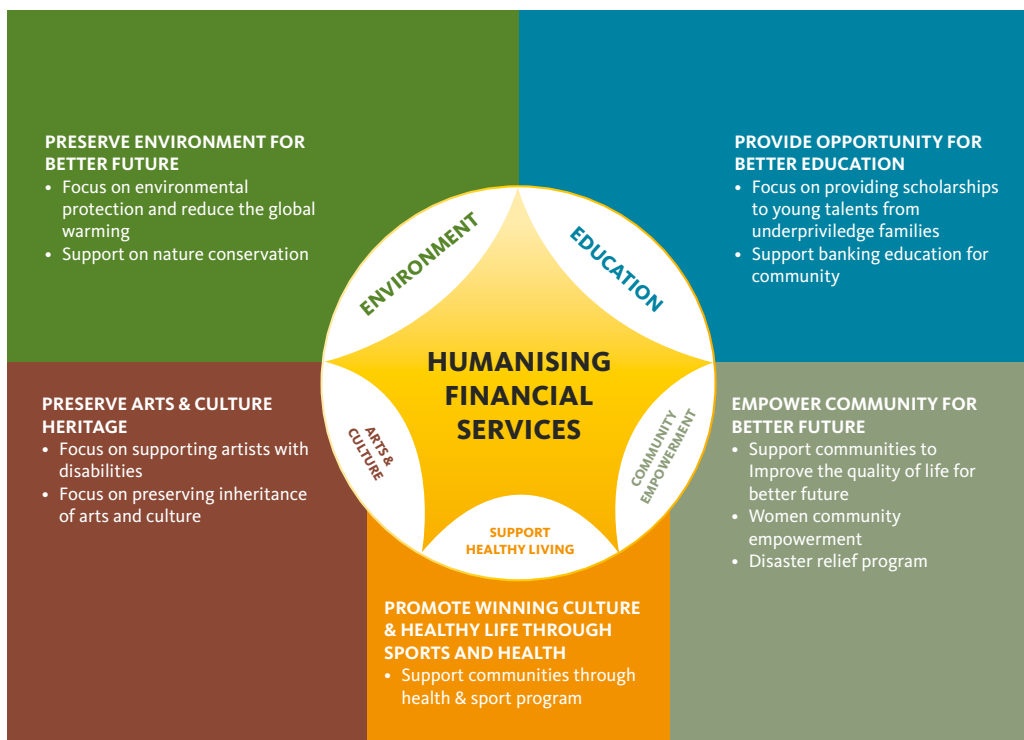 PRESERVE ENVIRONMENT FOR
BETTER FUTURE
• Focus on environmental
protection and reduce the global
warming
• Support on nature conservation
PROVIDE OPPORTUNITY FOR
BETTER EDUCATION
• Focus on providing scholarships
to young talents from
underpriviledge families
• Support banking education for
community
ENVIRONMENT
EDUCATION
HUMANISING
FINANCIAL
SERVICES
ARTS &
CULTURE
COMMUNITY
EMPOWERMENT
SUPPORT
HEALTHY LIVING
PRESERVE ARTS & CULTURE
HERITAGE
• Focus on supporting artists with
disabilities
• Focus on preserving inheritance
of arts and culture
EMPOWER COMMUNITY FOR
BETTER FUTURE
• Support communities to
Improve the quality of life for
better future
• Women community
empowerment
• Disaster relief program
PROMOTE WINNING CULTURE
& HEALTHY LIFE THROUGH
SPORTS AND HEALTH
• Support communities through
health & sport program